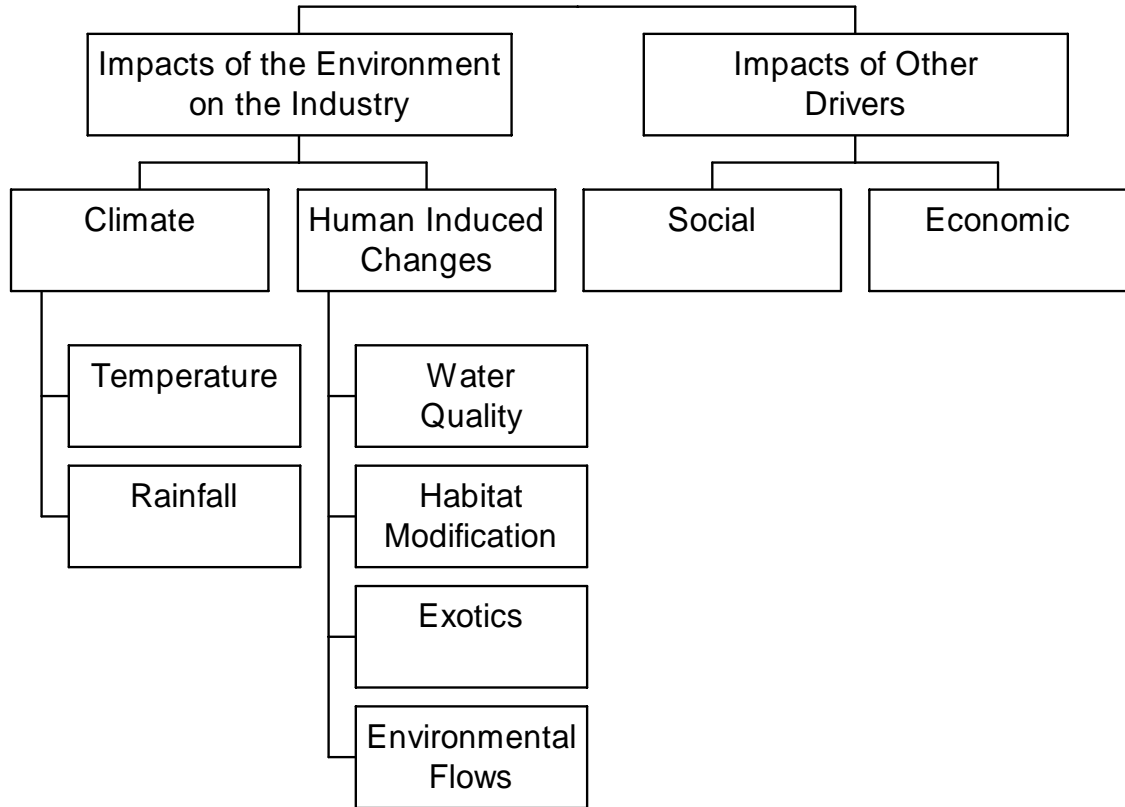 Impacts of the Environment
on the Industry
Impacts of Other
Drivers
Climate
Human Induced
Changes
Social
Economic
Temperature
Rainfall
Water
Quality
Habitat
Modification
Exotics
Environmental
Flows